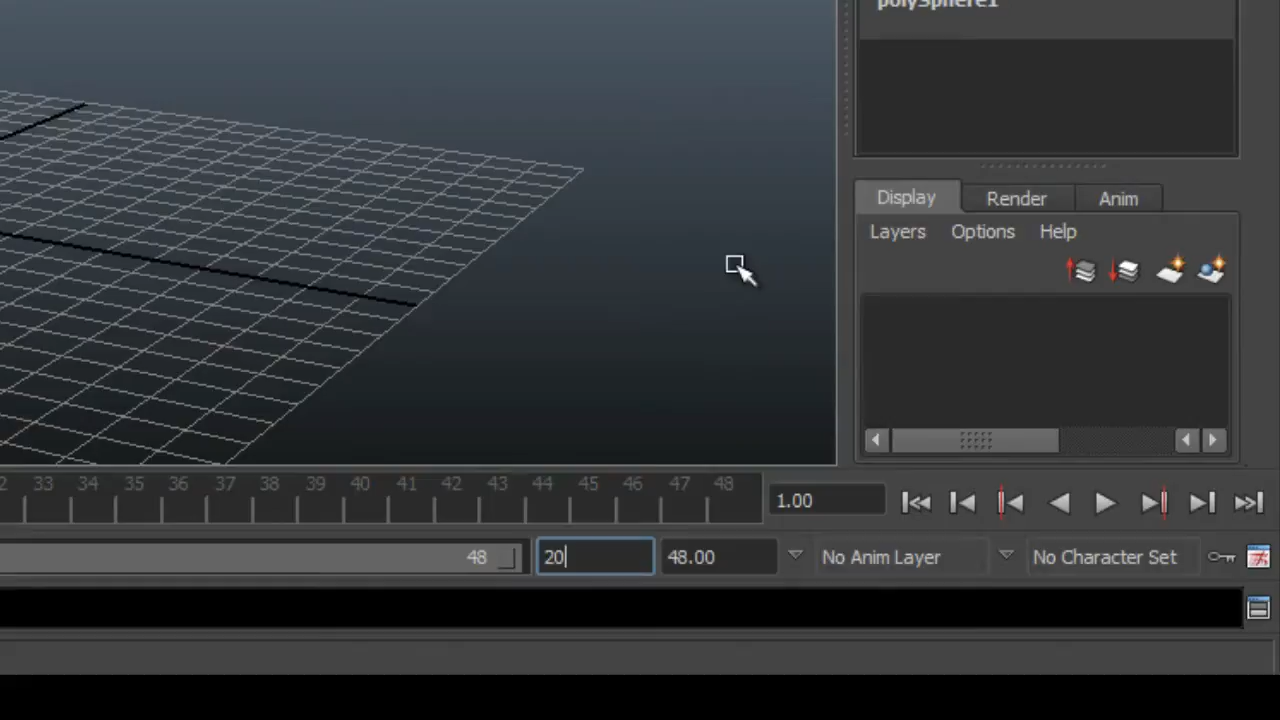 polySphere1
Display Render Anim
Layers Options Help
33 34 35 36 37 38 39 40 41 42 43 44 45 46 47 48
1.00
48
20
48.00
No Anim Layer
No Character Set